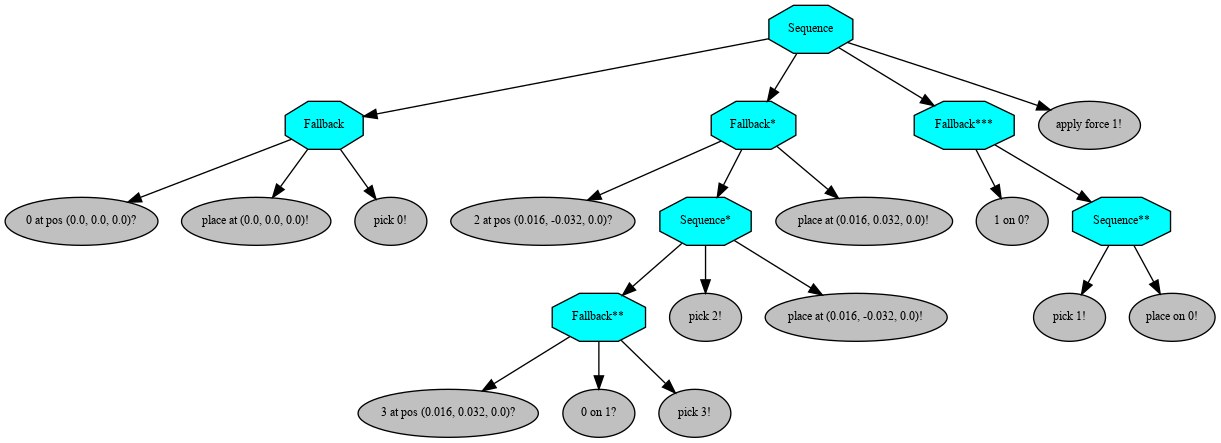 Sequence
Fallback
Fallback*
Fallback***
apply force 1!
0 at pos (0.0, 0.0, 0.0)?
place at (0.0, 0.0, 0.0)!
pick 0!
2 at pos (0.016, -0.032, 0.0)?
Sequence*
place at (0.016, 0.032, 0.0)!
1 on 0?
Sequence**
Fallback**
pick 2!
place at (0.016, -0.032, 0.0)!
pick 1!
place on 0!
3 at pos (0.016, 0.032, 0.0)?
0 on 1?
pick 3!